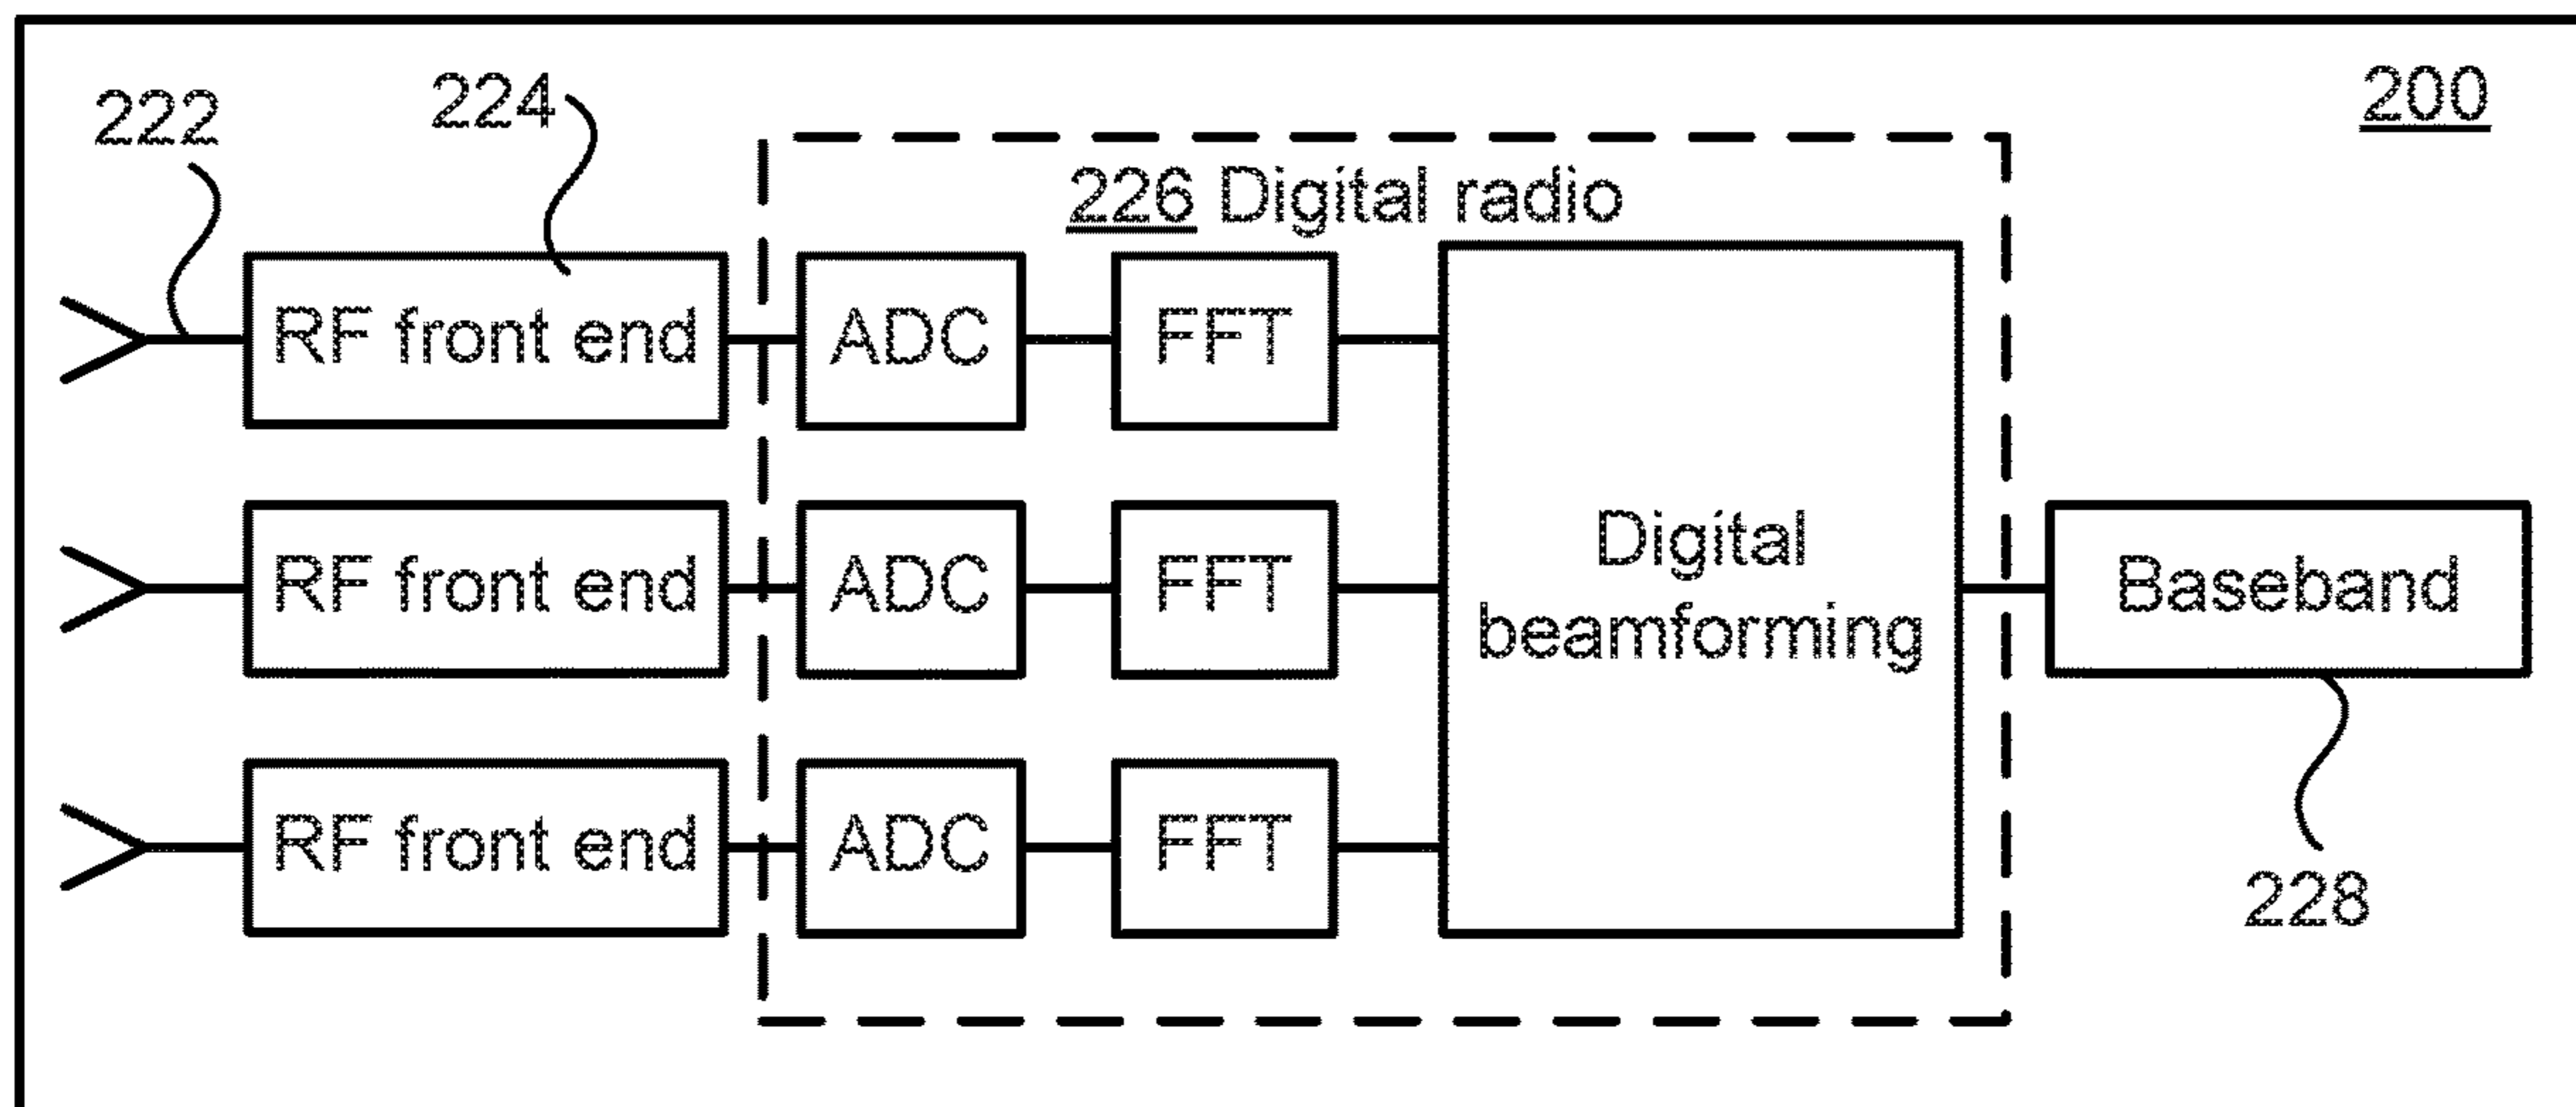 200
222
224
226 Digital radio
RF front end
ADC
FFT
RF front end
ADC
FFT
Digital
beamforming
Baseband
RF front end
ADC
FFT
228